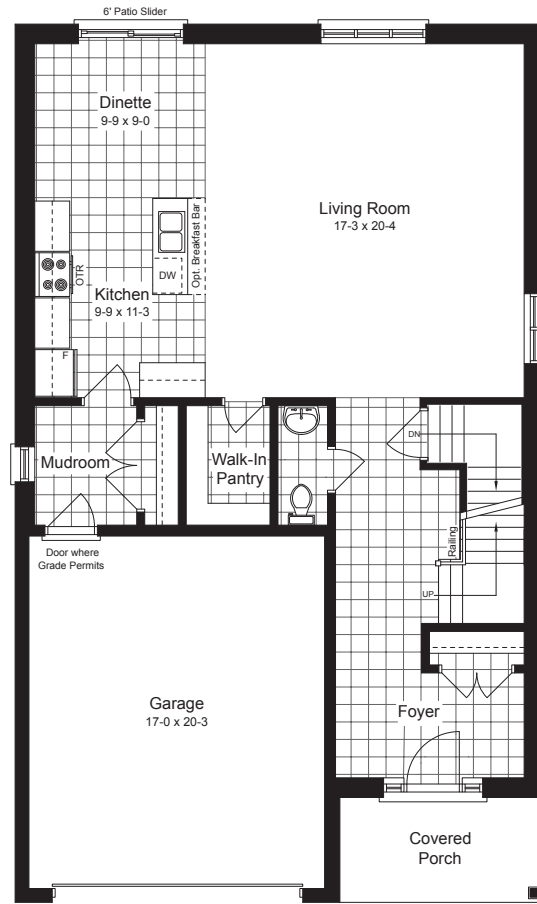 6' Patio Slider
Dinette
9-9 x 9-0
Living Room
17-3 x 20-4
Opt. Breakfast Bar
DW
OTR
Kitchen
9-9 x 11-3
F
Mudroom
Walk-In
Pantry
DN
Railing
UP
Door where
Grade Permits
Garage
17-0 x 20-3
Foyer
Covered
Porch